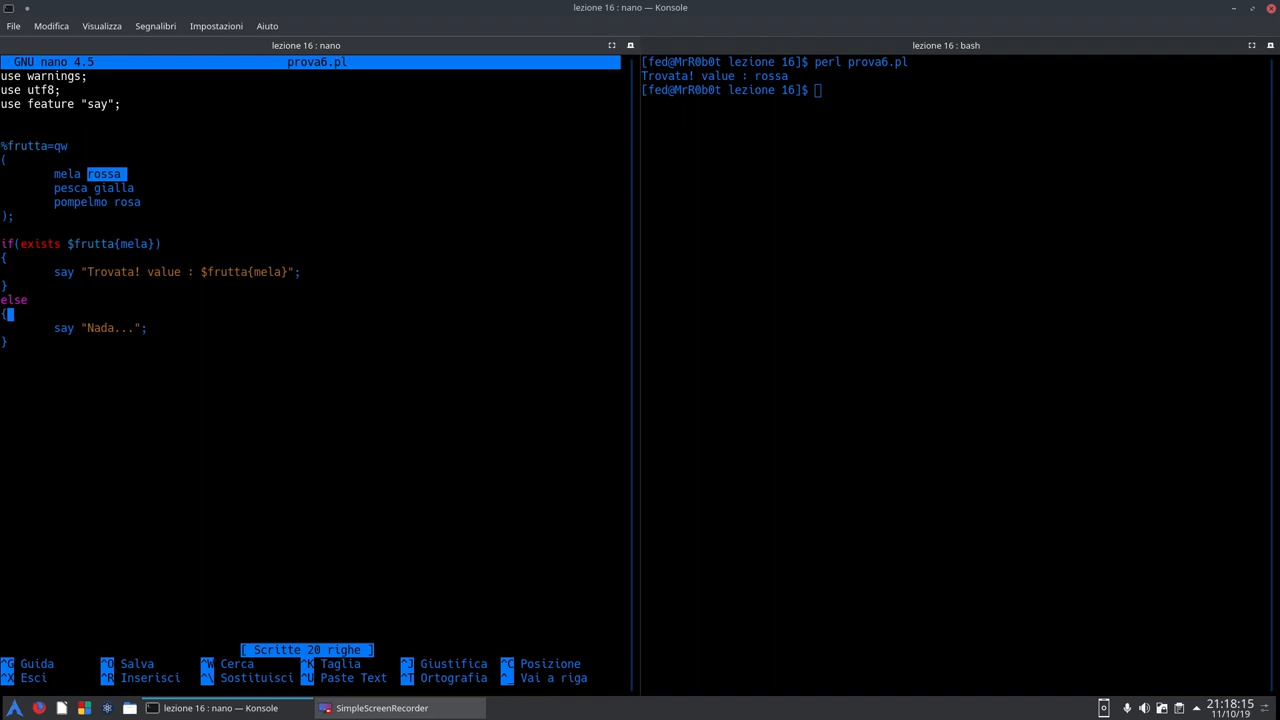 lezione 16 : nano — Konsole
File Modifica Visualizza Segnalibri Impostazioni Aiuto
lezione 16 : nano
GNU nano 4.5 prova6.pl
use warnings;
use utf8;
use feature "say";
%frutta=qw
(
mela rossa
pesca gialla
pompelmo rosa
);
if(exists $frutta{mela})
{
say "Trovata! value : $frutta{mela}";
}
else
{
say "Nada...";
}
[ Scritte 20 righe ]
^G Guida ^O Salva ^W Cerca ^K Taglia ^J Giustifica ^C Posizione
^X Esci ^R Inserisci ^\ Sostituisci ^U Paste Text ^T Ortografia ^_ Vai a riga
lezione 16 : bash
[fed@MrR0b0t lezione 16]$ perl prova6.pl
Trovata! value : rossa
[fed@MrR0b0t lezione 16]$
lezione 16 : nano — Konsole
SimpleScreenRecorder
21:18:15
11/10/19